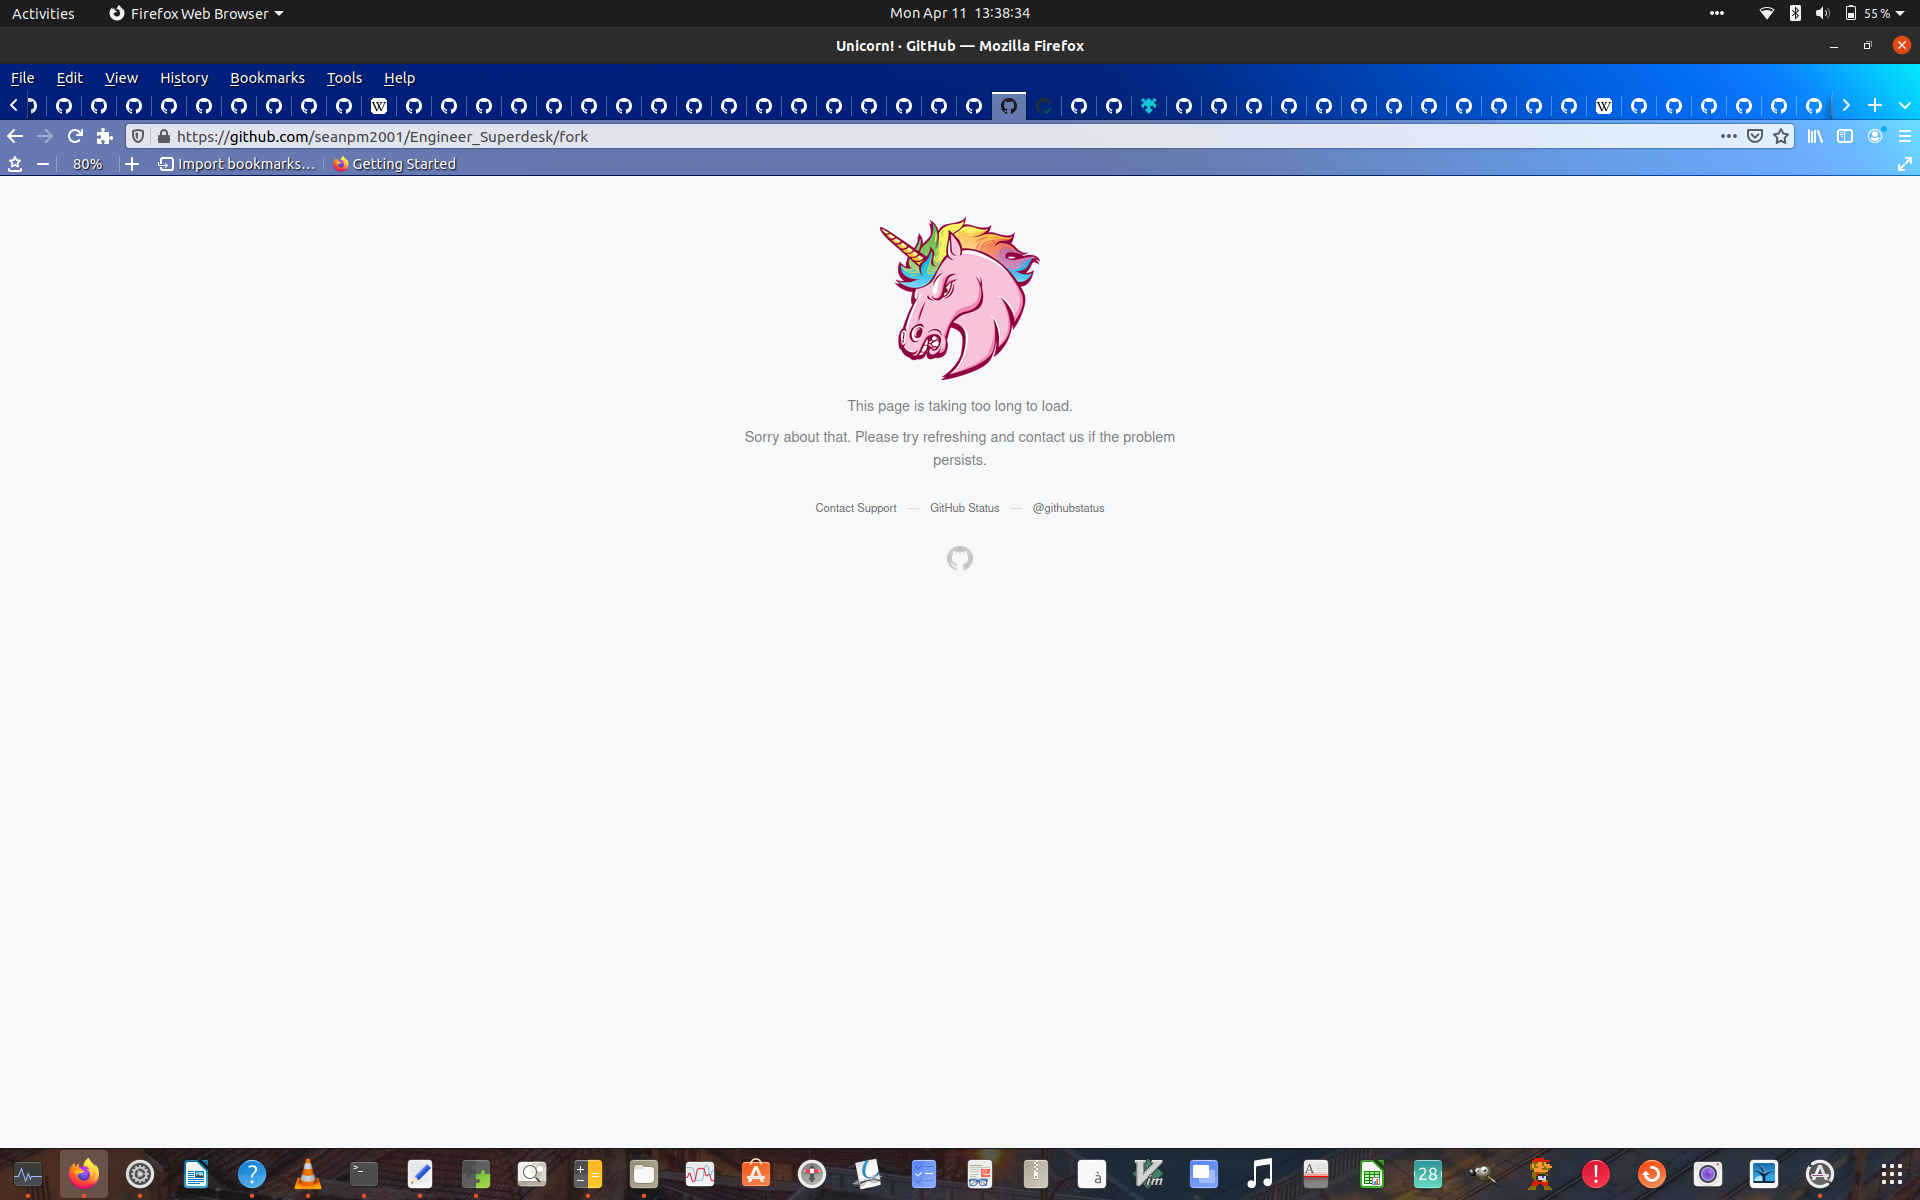 Activities
Firefox Web Browser
Mon Apr 11 13:38:34
55 %
Unicorn! · GitHub — Mozilla Firefox
File Edit View History Bookmarks Tools Help
https://github.com/seanpm2001/Engineer_Superdesk/fork
80%
Import bookmarks...
Getting Started
This page is taking too long to load.
Sorry about that. Please try refreshing and contact us if the problem
persists.
Contact Support — GitHub Status — @githubstatus
28